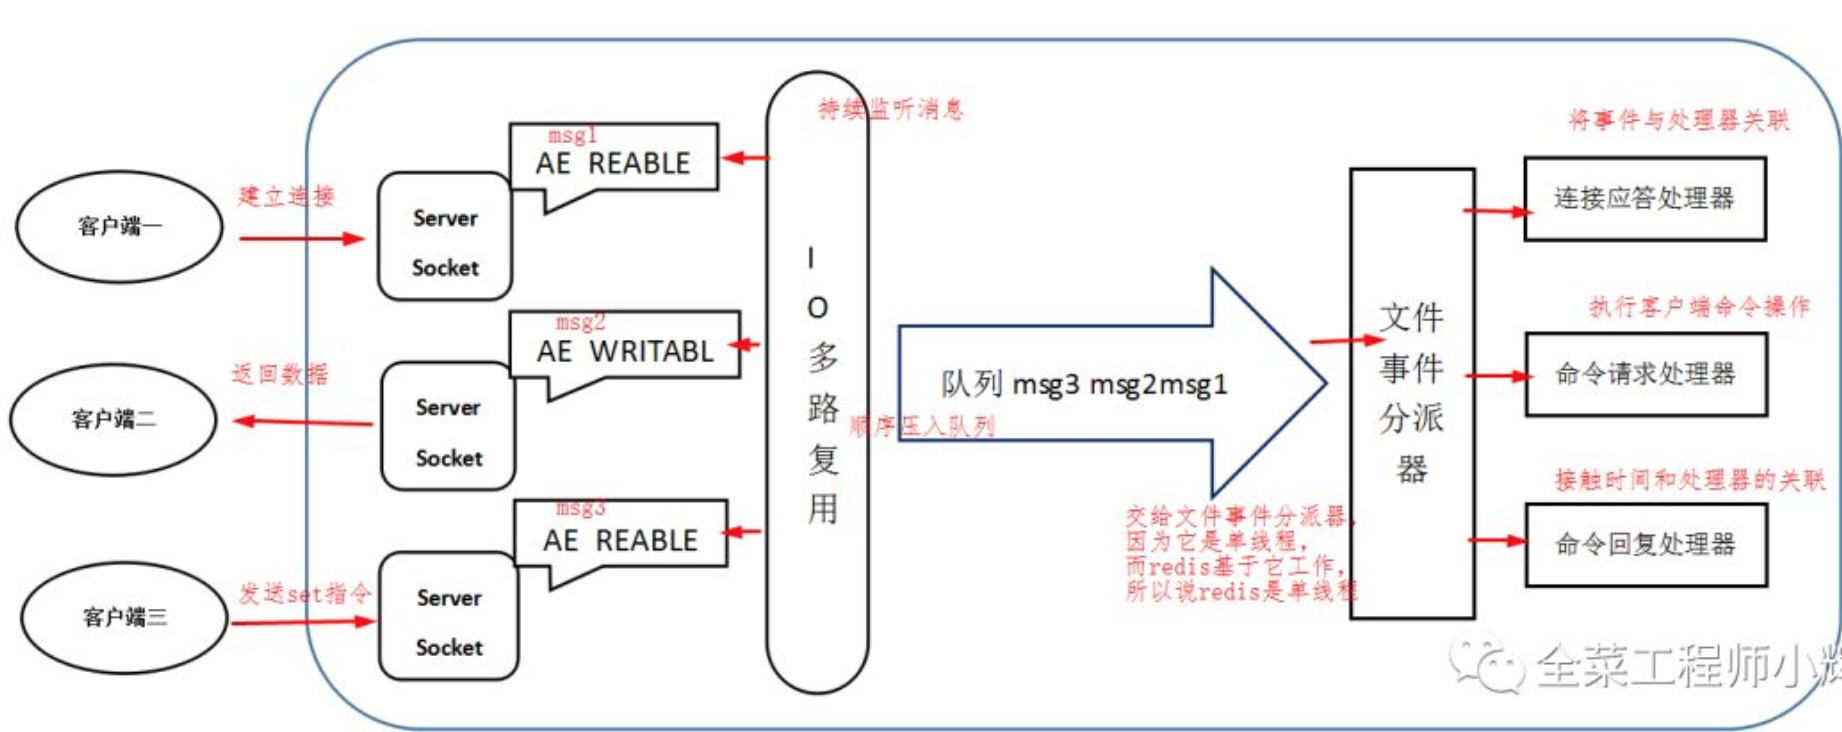 持续监听消息
将事件与处理器关联
msg1
AE REABLE
建立连接
客户端一
Server
Socket
连接应答处理器
I
O
多
路
复
用
msg2
AE WRITABL
返回数据
客户端二
Server
Socket
队列 msg3 msg2msg1
顺序压入队列
文件
事件
分派
器
执行客户端命令操作
命令请求处理器
msg3
AE REABLE
发送set指令
客户端三
Server
Socket
交给文件事件分派器,
因为它是单线程,
而redis基于它工作,
所以说redis是单线程
接触时间和处理器的关联
命令回复处理器
全菜工程师小辉